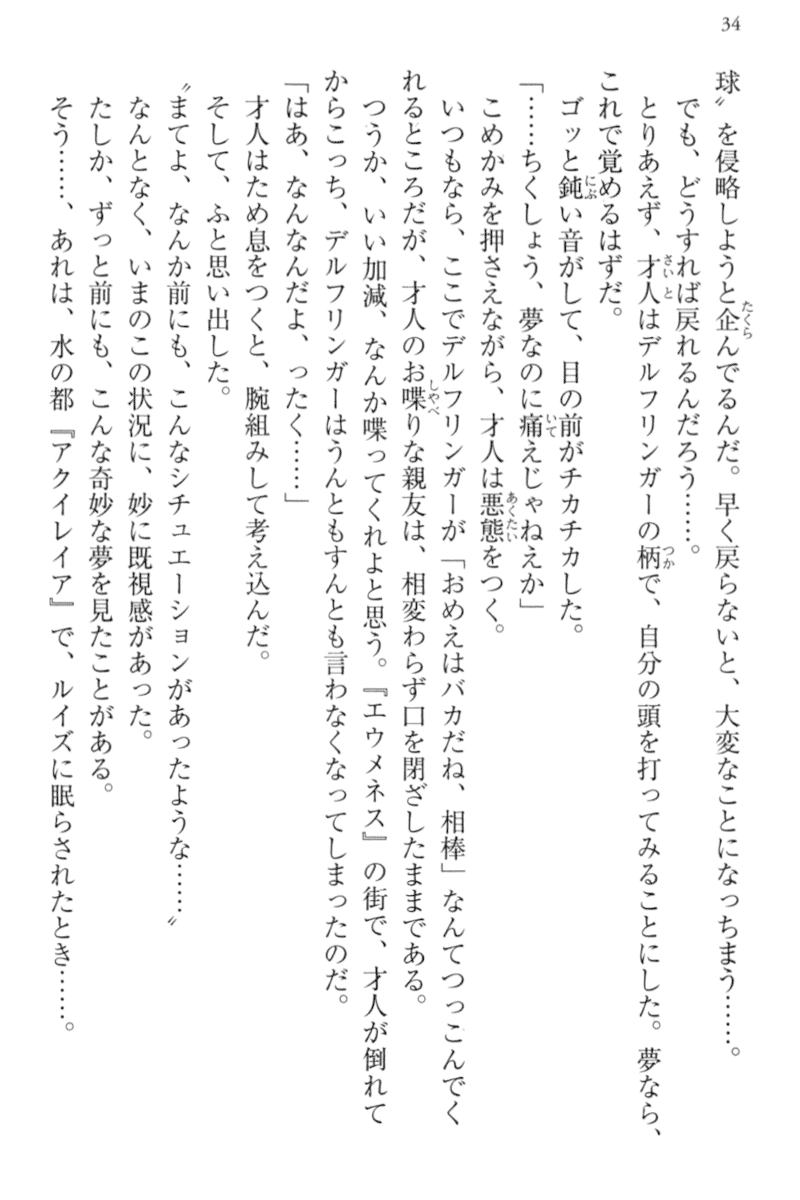 34
球〟を侵略しようと企んでるんだ。早く戻らないと、大変なことになっちまう……。
でも、どうすれば戻れるんだろう……。
とりあえず、才人はデルフリンガーの柄で、自分の頭を打ってみることにした。夢なら、
これで覚めるはずだ。
ゴッと鈍い音がして、目の前がチカチカした。
「……ちくしょう、夢なのに痛えじゃねえか」
こめかみを押さえながら、才人は悪態をつく。
いつもなら、ここでデルフリンガーが「おめえはバカだね、相棒」なんてつっこんでく
れるところだが、才人のお喋りな親友は、相変わらず口を閉ざしたままである。
つうか、いい加減、なんか喋ってくれよと思う。『エウメネス』の街で、才人が倒れて
からこっち、デルフリンガーはうんともすんとも言わなくなってしまったのだ。
「はあ、なんなんだよ、ったく……」
才人はため息をつくと、腕組みして考え込んだ。
そして、ふと思い出した。
〝まてよ、なんか前にも、こんなシチュエーションがあったような……〟
なんとなく、いまのこの状況に、妙に既視感があった。
たしか、ずっと前にも、こんな奇妙な夢を見たことがある。
そう……、あれは、水の都『アクイレイア』で、ルイズに眠らされたとき……。